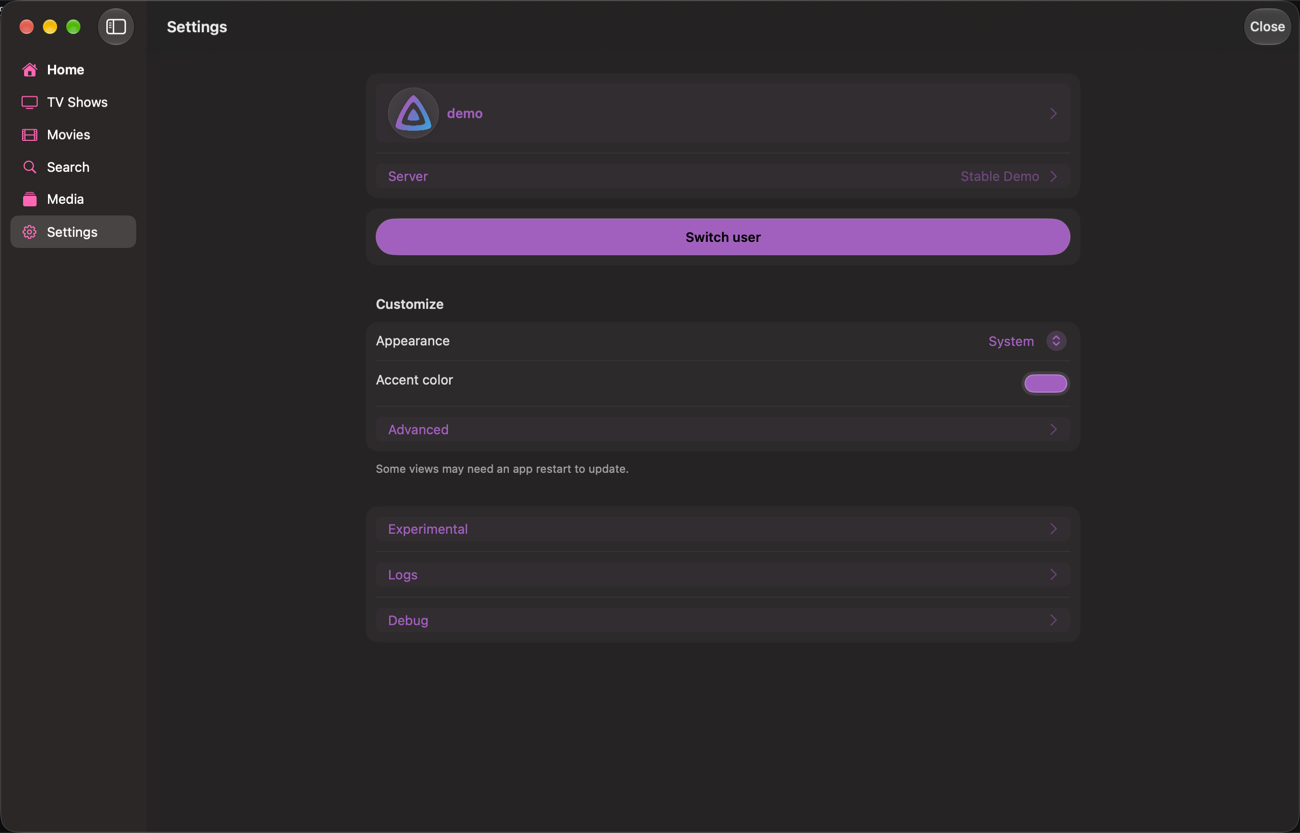 Settings
Close
Home
TV Shows
Movies
Search
Media
Settings
demo
Server
Stable Demo
Switch user
Customize
Appearance
System
Accent color
Advanced
Some views may need an app restart to update.
Experimental
Logs
Debug